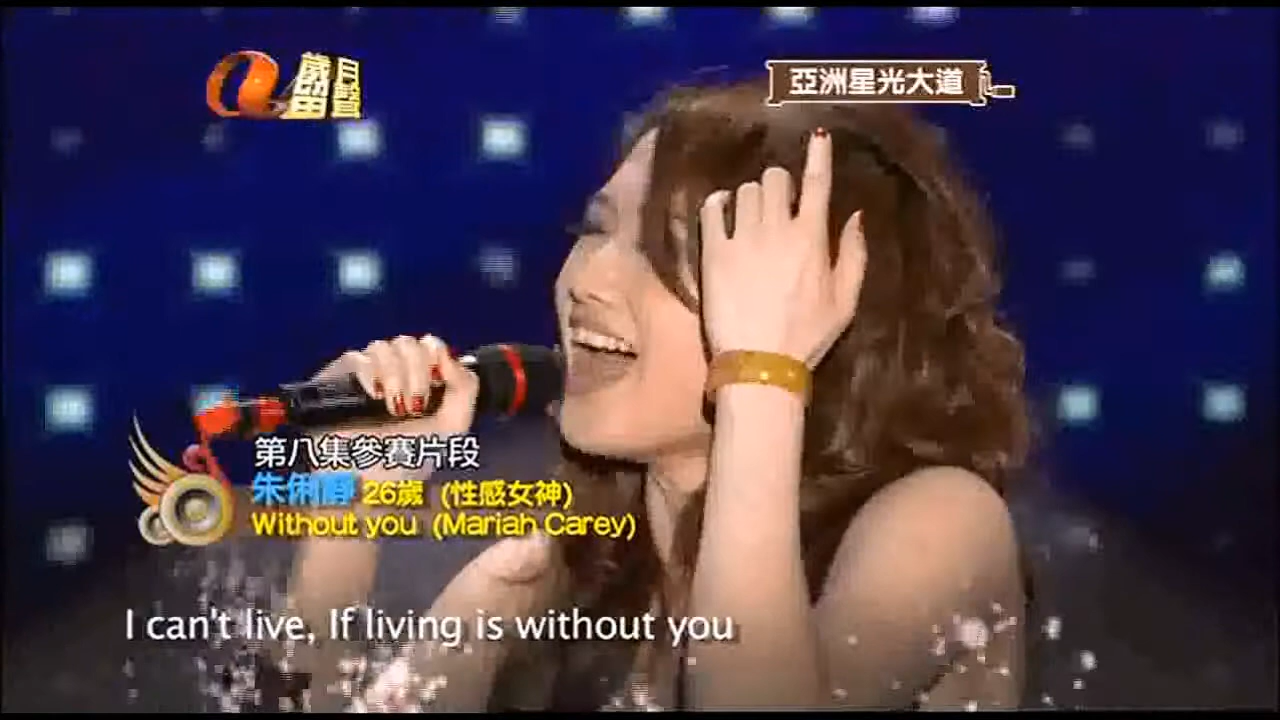 亞洲星光大道
第八集參賽片段
朱俐靜 26歲 (性感女神)
Without you (Mariah Carey)
I can't live, If living is without you